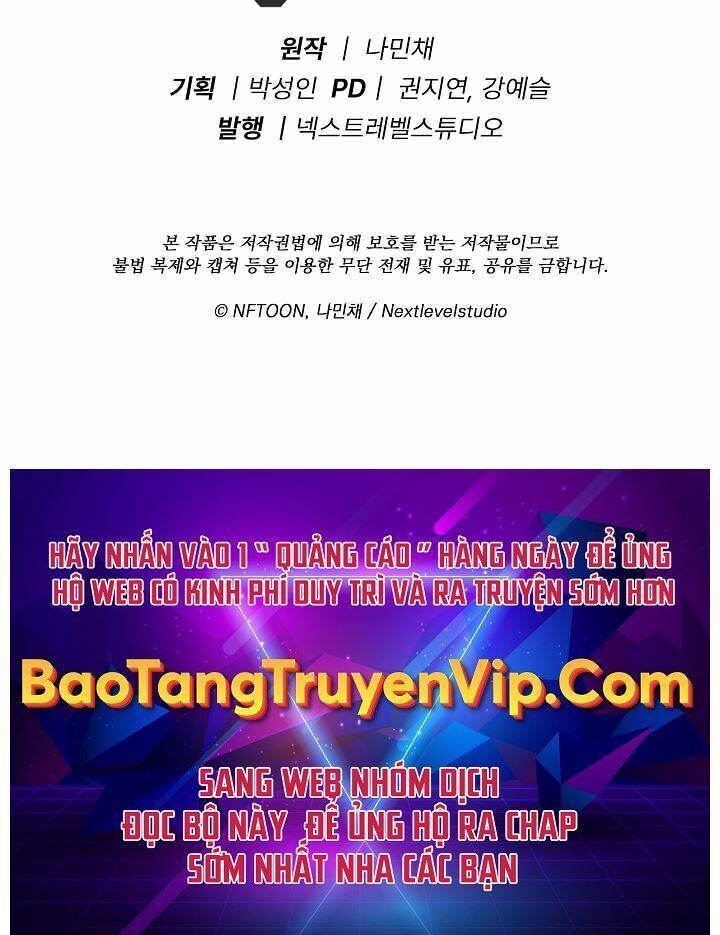 원작 | 나민채
기획 | 박성인 PD | 권지연, 강예슬
발행 | 넥스트레벨스튜디오
본 작품은 저작권법에 의해 보호를 받는 저작물이므로
불법 복제와 캡쳐 등을 이용한 무단 전재 및 유표, 공유를 금합니다.
© NFTOON, 나민채 / Nextlevelstudio
HÃY NHẤN VÀO 1 “ QUẢNG CÁO ” HÀNG NGÀY ĐỂ ỦNG
HỘ WEB CÓ KINH PHÍ DUY TRÌ VÀ RA TRUYỆN SỚM HƠN
BaoTangTruyenVip.Com
SANG WEB NHÓM DỊCH
ĐỌC BỘ NÀY ĐỂ ỦNG HỘ RA CHAP
SỚM NHẤT NHA CÁC BẠN